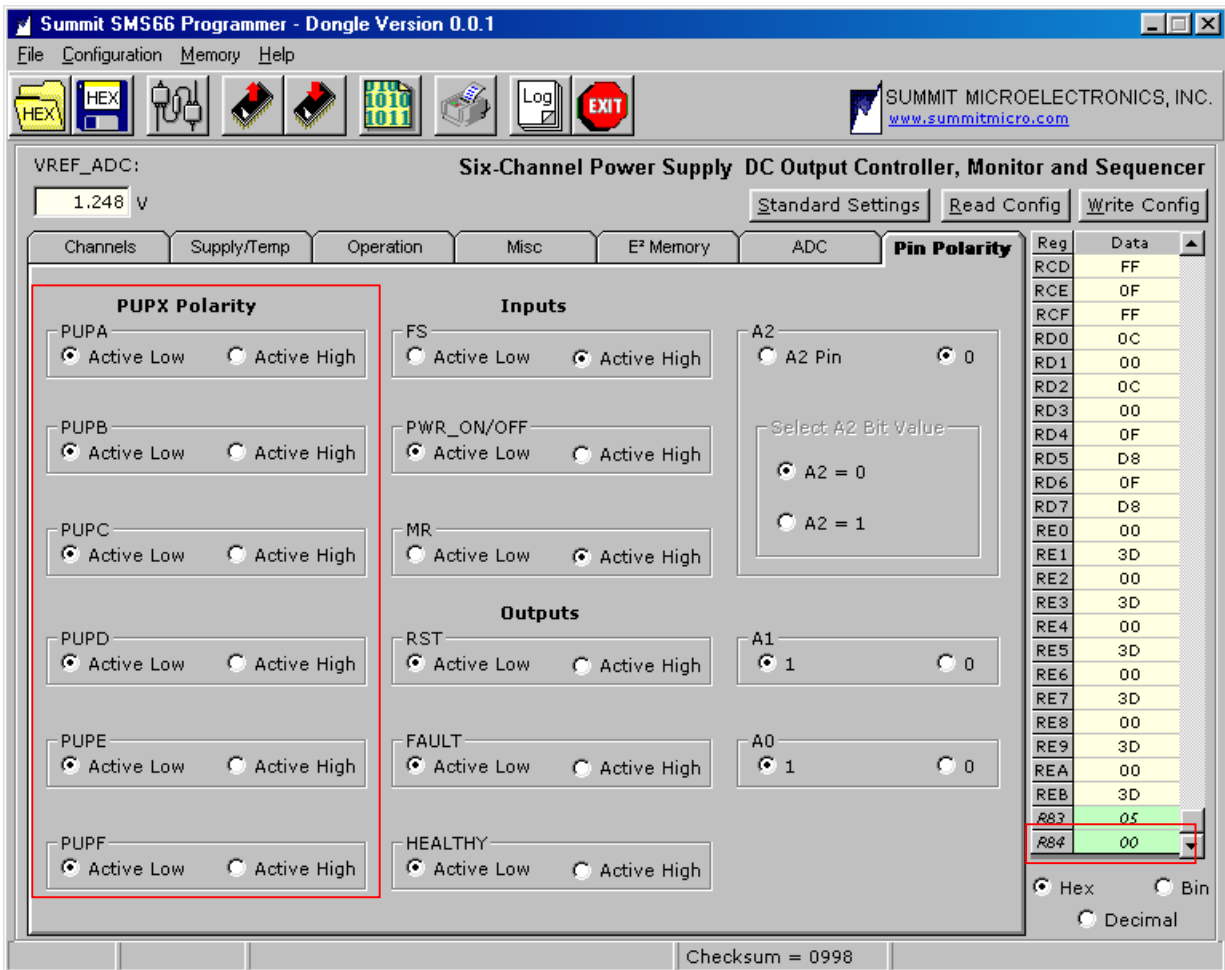 Summit SMS66 Programmer - Dongle Version 0.0.1
File Configuration Memory Help
HEX
HEX
1010
1011
Log
EXIT
SUMMIT MICROELECTRONICS, INC.
www.summitmicro.com
VREF_ADC:
1.248 V
Six-Channel Power Supply DC Output Controller, Monitor and Sequencer
Standard Settings Read Config Write Config
Channels Supply/Temp Operation Misc E² Memory ADC Pin Polarity
PUPX Polarity
PUPA
Active Low Active High
PUPB
Active Low Active High
PUPC
Active Low Active High
PUPD
Active Low Active High
PUPE
Active Low Active High
PUPF
Active Low Active High
Inputs
FS
Active Low Active High
PWR_ON/OFF
Active Low Active High
MR
Active Low Active High
Outputs
RST
Active Low Active High
FAULT
Active Low Active High
HEALTHY
Active Low Active High
A2
A2 Pin 0
Select A2 Bit Value
A2 = 0
A2 = 1
A1
1 0
A0
1 0
Reg Data
RCD FF
RCE 0F
RCF FF
RD0 0C
RD1 00
RD2 0C
RD3 00
RD4 0F
RD5 D8
RD6 0F
RD7 D8
RE0 00
RE1 3D
RE2 00
RE3 3D
RE4 00
RE5 3D
RE6 00
RE7 3D
RE8 00
RE9 3D
REA 00
REB 3D
R83 05
R84 00
Hex Bin
Decimal
Checksum = 0998